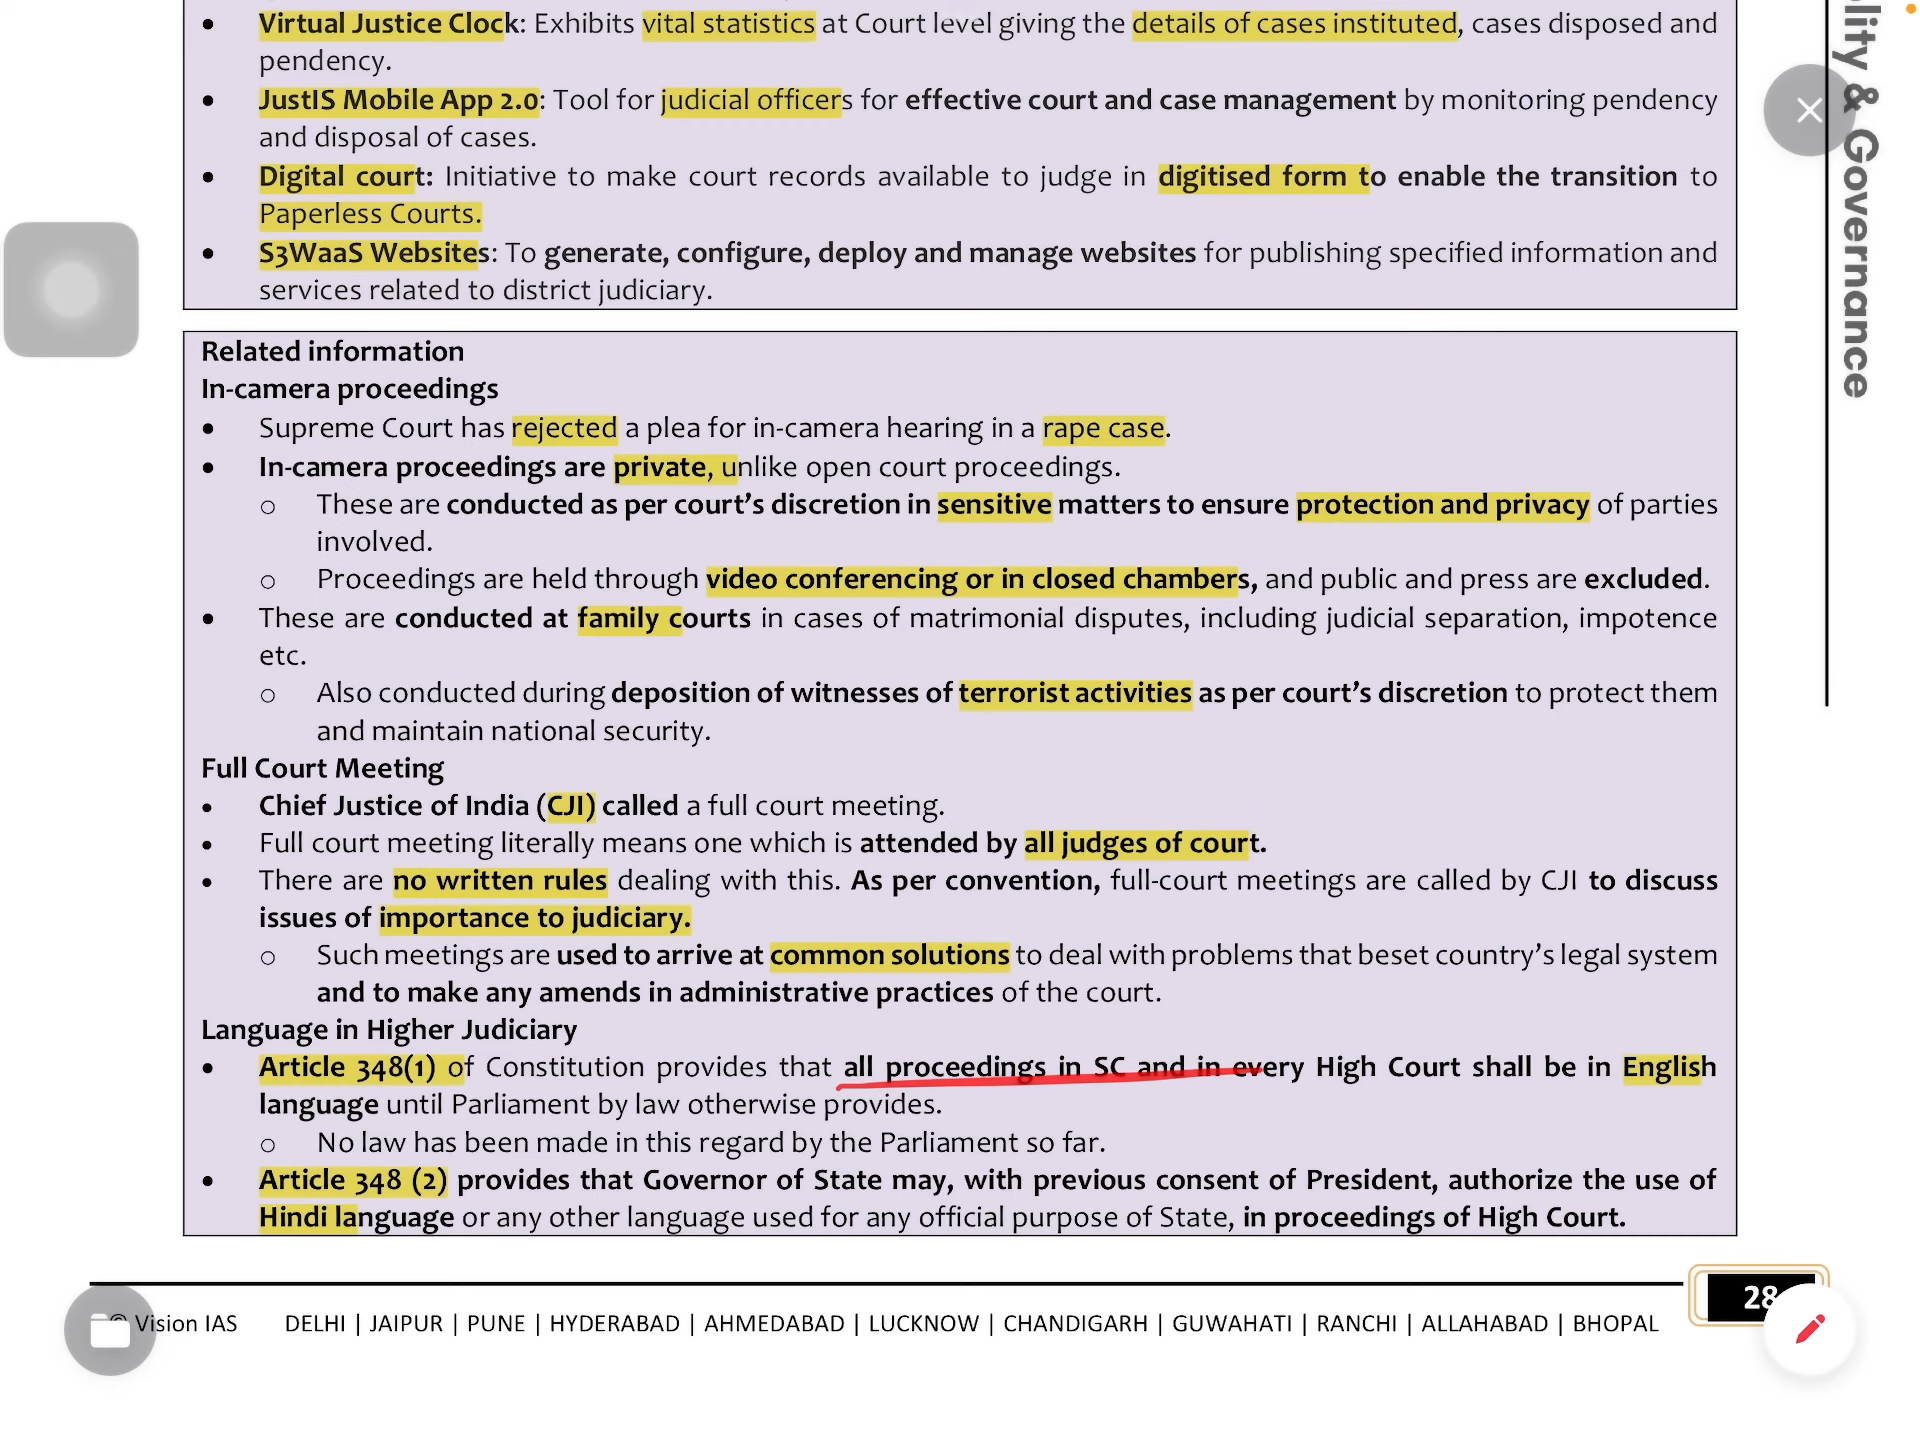 • Virtual Justice Clock: Exhibits vital statistics at Court level giving the details of cases instituted, cases disposed and
pendency.
• JustIS Mobile App 2.0: Tool for judicial officers for effective court and case management by monitoring pendency
and disposal of cases.
• Digital court: Initiative to make court records available to judge in digitised form to enable the transition to
Paperless Courts.
• S3WaaS Websites: To generate, configure, deploy and manage websites for publishing specified information and
services related to district judiciary.
Related information
In-camera proceedings
• Supreme Court has rejected a plea for in-camera hearing in a rape case.
• In-camera proceedings are private, unlike open court proceedings.
o These are conducted as per court’s discretion in sensitive matters to ensure protection and privacy of parties
involved.
o Proceedings are held through video conferencing or in closed chambers, and public and press are excluded.
• These are conducted at family courts in cases of matrimonial disputes, including judicial separation, impotence
etc.
o Also conducted during deposition of witnesses of terrorist activities as per court’s discretion to protect them
and maintain national security.
Full Court Meeting
• Chief Justice of India (CJI) called a full court meeting.
• Full court meeting literally means one which is attended by all judges of court.
• There are no written rules dealing with this. As per convention, full-court meetings are called by CJI to discuss
issues of importance to judiciary.
o Such meetings are used to arrive at common solutions to deal with problems that beset country’s legal system
and to make any amends in administrative practices of the court.
Language in Higher Judiciary
• Article 348(1) of Constitution provides that all proceedings in SC and in every High Court shall be in English
language until Parliament by law otherwise provides.
o No law has been made in this regard by the Parliament so far.
• Article 348 (2) provides that Governor of State may, with previous consent of President, authorize the use of
Hindi language or any other language used for any official purpose of State, in proceedings of High Court.
& Governance
© Vision IAS DELHI | JAIPUR | PUNE | HYDERABAD | AHMEDABAD | LUCKNOW | CHANDIGARH | GUWAHATI | RANCHI | ALLAHABAD | BHOPAL
28